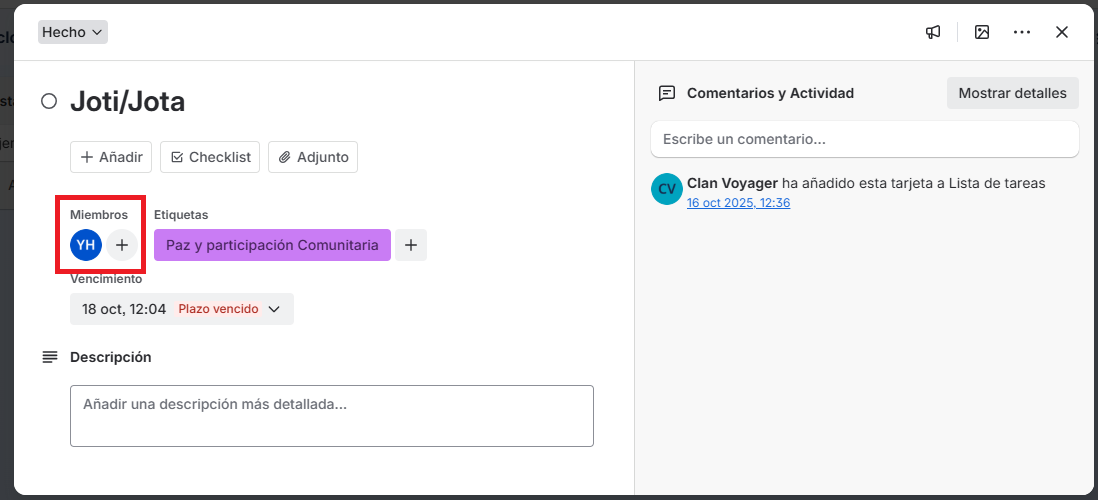 Hecho
Joti/Jota
Añadir
Checklist
Adjunto
Miembros
Etiquetas
YH
Paz y participación Comunitaria
Vencimiento
18 oct, 12:04 Plazo vencido
Descripción
Añadir una descripción más detallada...
Comentarios y Actividad
Mostrar detalles
Escribe un comentario...
CV
Clan Voyager ha añadido esta tarjeta a Lista de tareas
16 oct 2025, 12:36